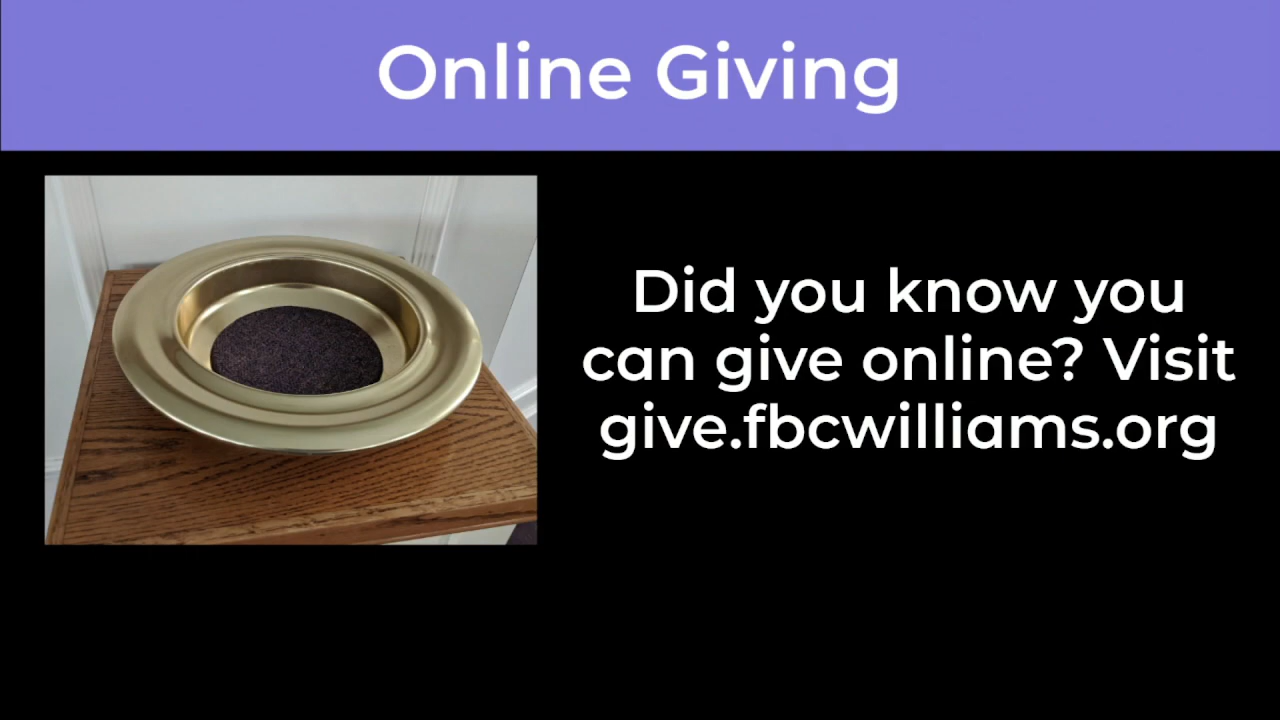 Online Giving
Did you know you
can give online? Visit
give.fbcwilliams.org